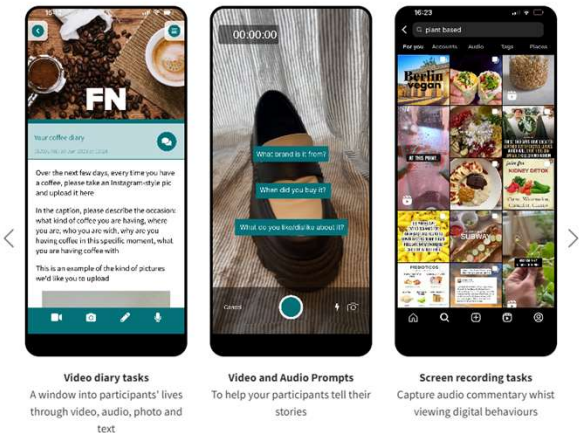 FN
Your coffee diary
Over the next few days, every time you have
a coffee, please take an Instagram-style pic
and upload it here
In the caption, please describe the occasion:
what kind of coffee you are having, where
you are, who you are with, why are you
having coffee in this specific moment, what
you are having coffee with
This is an example of the kind of pictures
we'd like you to upload
00:00:00
What brand is it from?
When did you buy it?
What do you like/dislike about it?
Cancel
16:23
plant based
For you Accounts Audio Tags Places
Berlin
vegan
AT THIS POINT
KIDNEY DETOX
SUBWAY
Video diary tasks
A window into participants' lives
through video, audio, photo and
text
Video and Audio Prompts
To help your participants tell their
stories
Screen recording tasks
Capture audio commentary whist
viewing digital behaviours